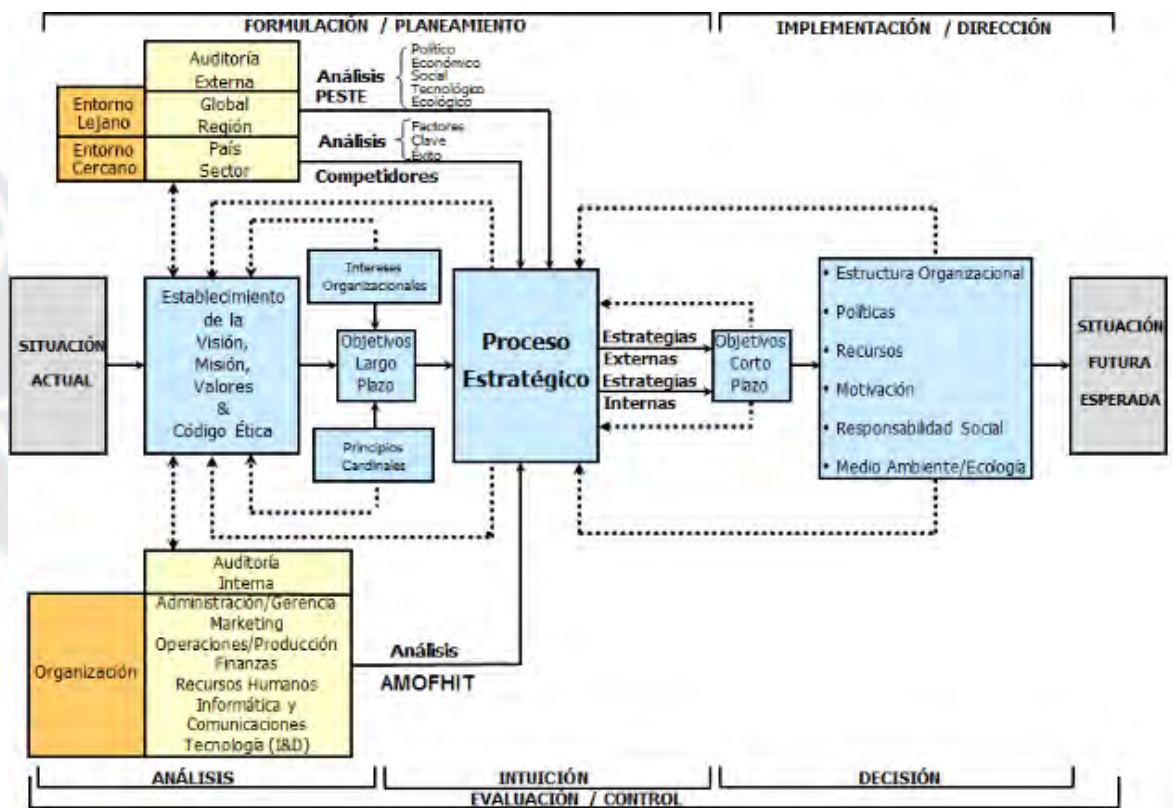 FORMULACIÓN / PLANEAMIENTO
IMPLEMENTACIÓN / DIRECCIÓN
Auditoría
Externa
Entorno
Lejano
Global
Región
Entorno
Cercano
País
Sector
Análisis
PESTE
Político
Económico
Social
Tecnológico
Ecológico
Análisis
Competidores
Factores
Clave
Éxito
SITUACIÓN
ACTUAL
Establecimiento
de la
Visión,
Misión,
Valores
&
Código Ética
Intereses
Organizacionales
Objetivos
Largo
Plazo
Principios
Cardinales
Proceso
Estratégico
Estrategias
Externas
Estrategias
Internas
Objetivos
Corto
Plazo
• Estructura Organizacional
• Políticas
• Recursos
• Motivación
• Responsabilidad Social
• Medio Ambiente/Ecología
SITUACIÓN
FUTURA
ESPERADA
Organización
Auditoría
Interna
Administración/Gerencia
Marketing
Operaciones/Producción
Finanzas
Recursos Humanos
Informática y
Comunicaciones
Tecnología (I&D)
Análisis
AMOFHIT
ANÁLISIS
INTUICIÓN
DECISIÓN
EVALUACIÓN / CONTROL